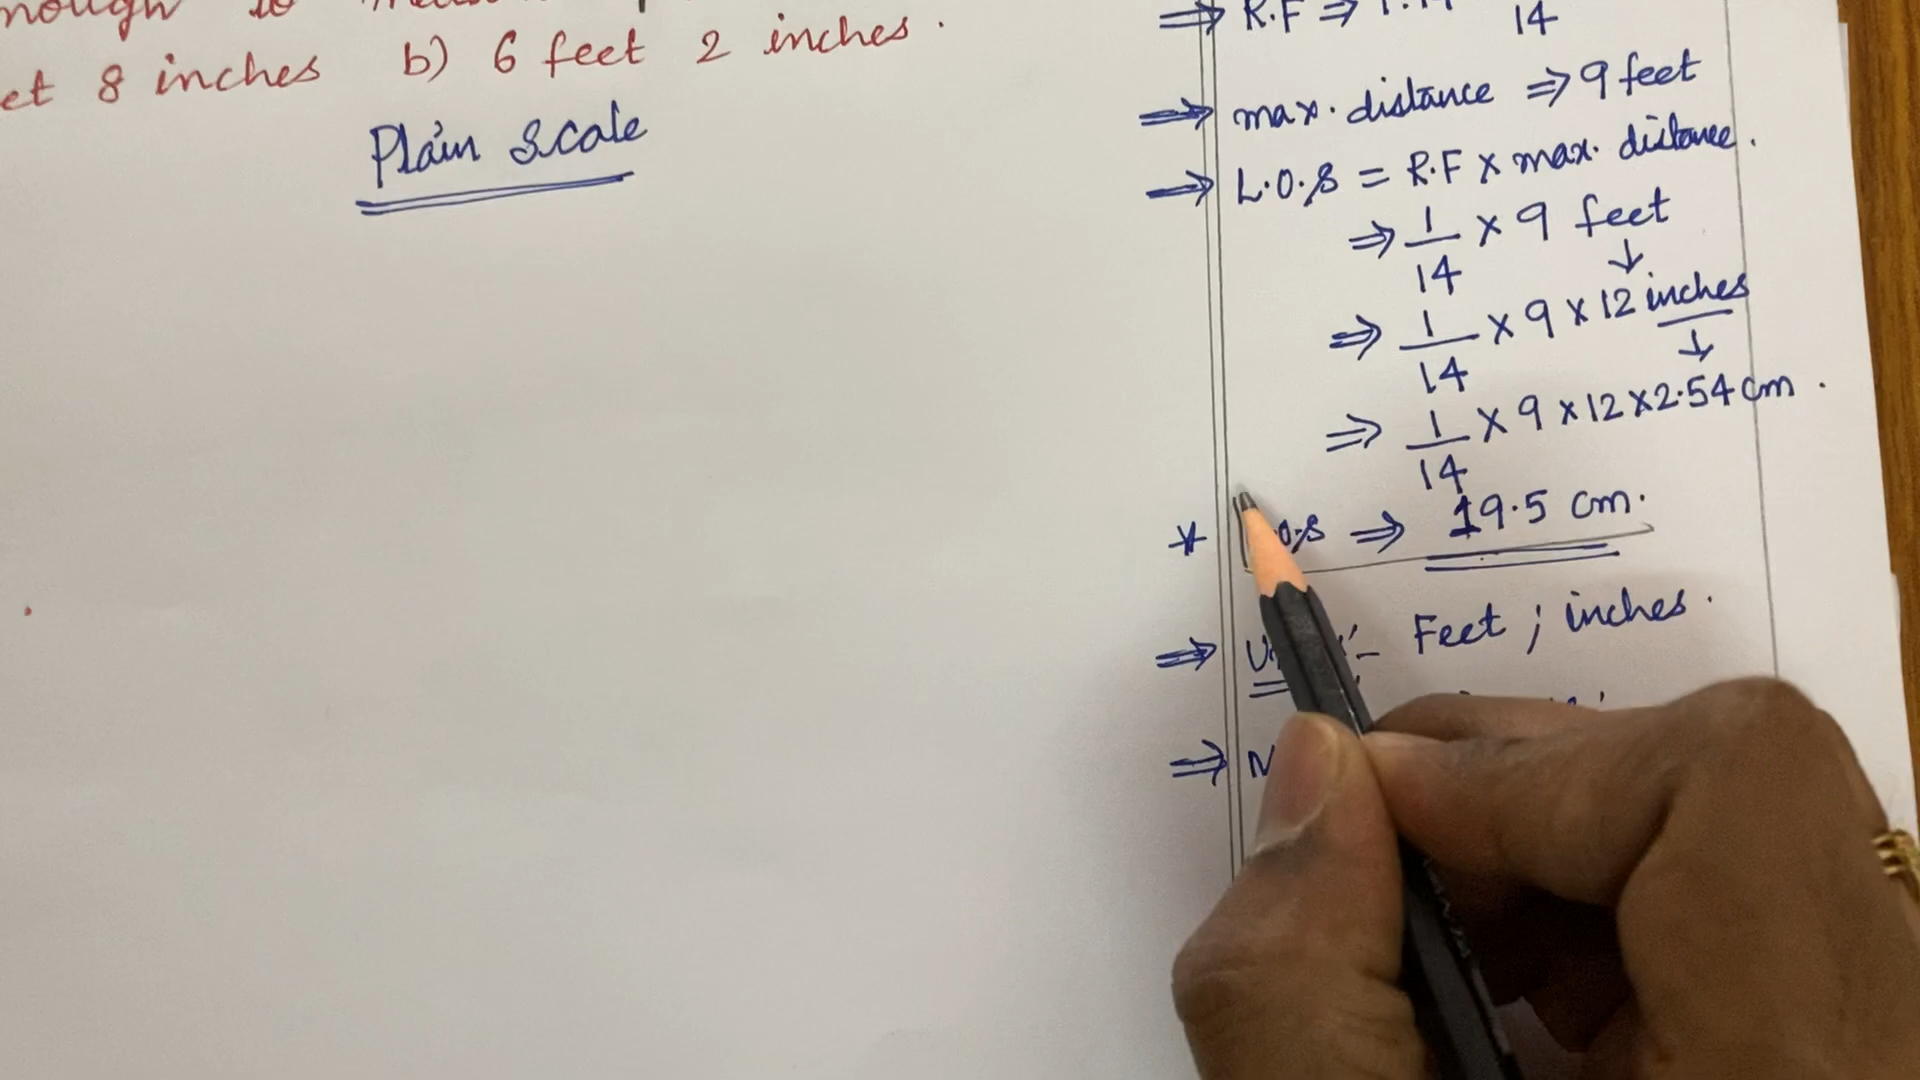 et 8 inches b) 6 feet 2 inches.
Plain Scale
⇒ R.F ⇒
14
⇒ max. distance ⇒ 9 feet
⇒ L.O.S = R.F × max. distance.
⇒ 1/14 × 9 feet
↓
⇒ 1/14 × 9 × 12 inches
↓
⇒ 1/14 × 9 × 12 × 2.54 cm.
* .O.S ⇒ 19.5 cm.
⇒ Feet ; inches.
⇒